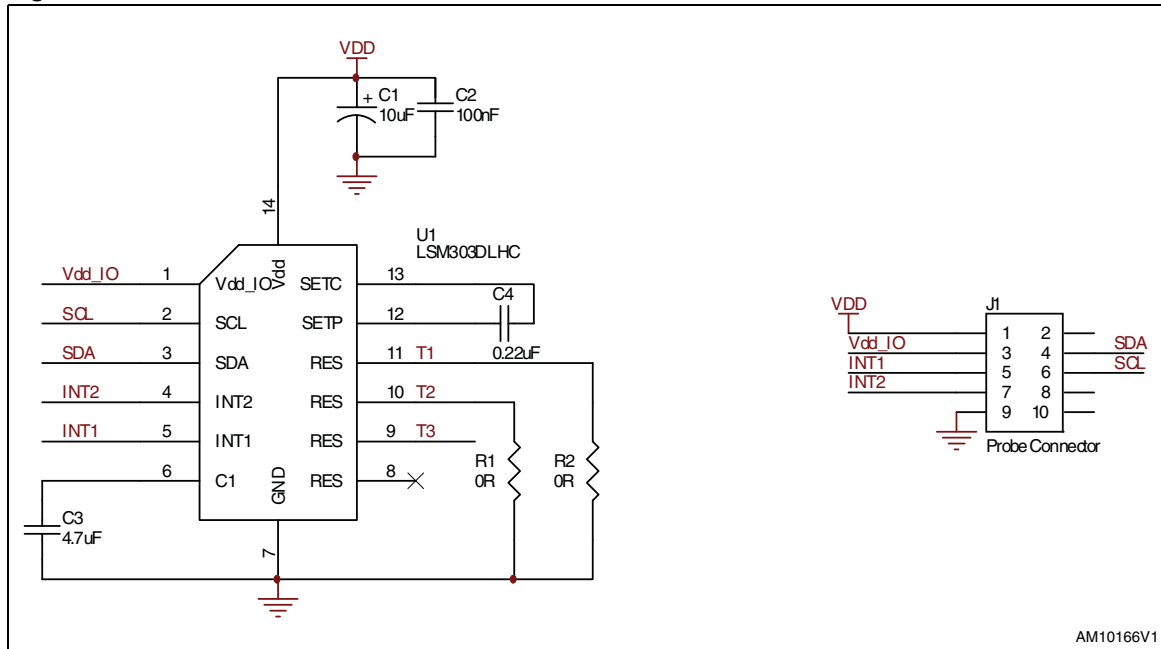 VDD
C1
10uF
C2
100nF
14
U1
LSM303DLHC
Vdd_IO 1 Vdd_IO Vdd SETC 13
C4
SCL 2 SCL SETP 12
0.22uF
SDA 3 SDA RES 11 T1
INT2 4 INT2 RES 10 T2
INT1 5 INT1 RES 9 T3
6 C1 GND RES 8
R1
0R
R2
0R
C3
4.7uF
7
VDD
J1
1 2
Vdd_IO 3 4 SDA
INT1 5 6 SCL
INT2 7 8
9 10
Probe Connector
AM10166V1